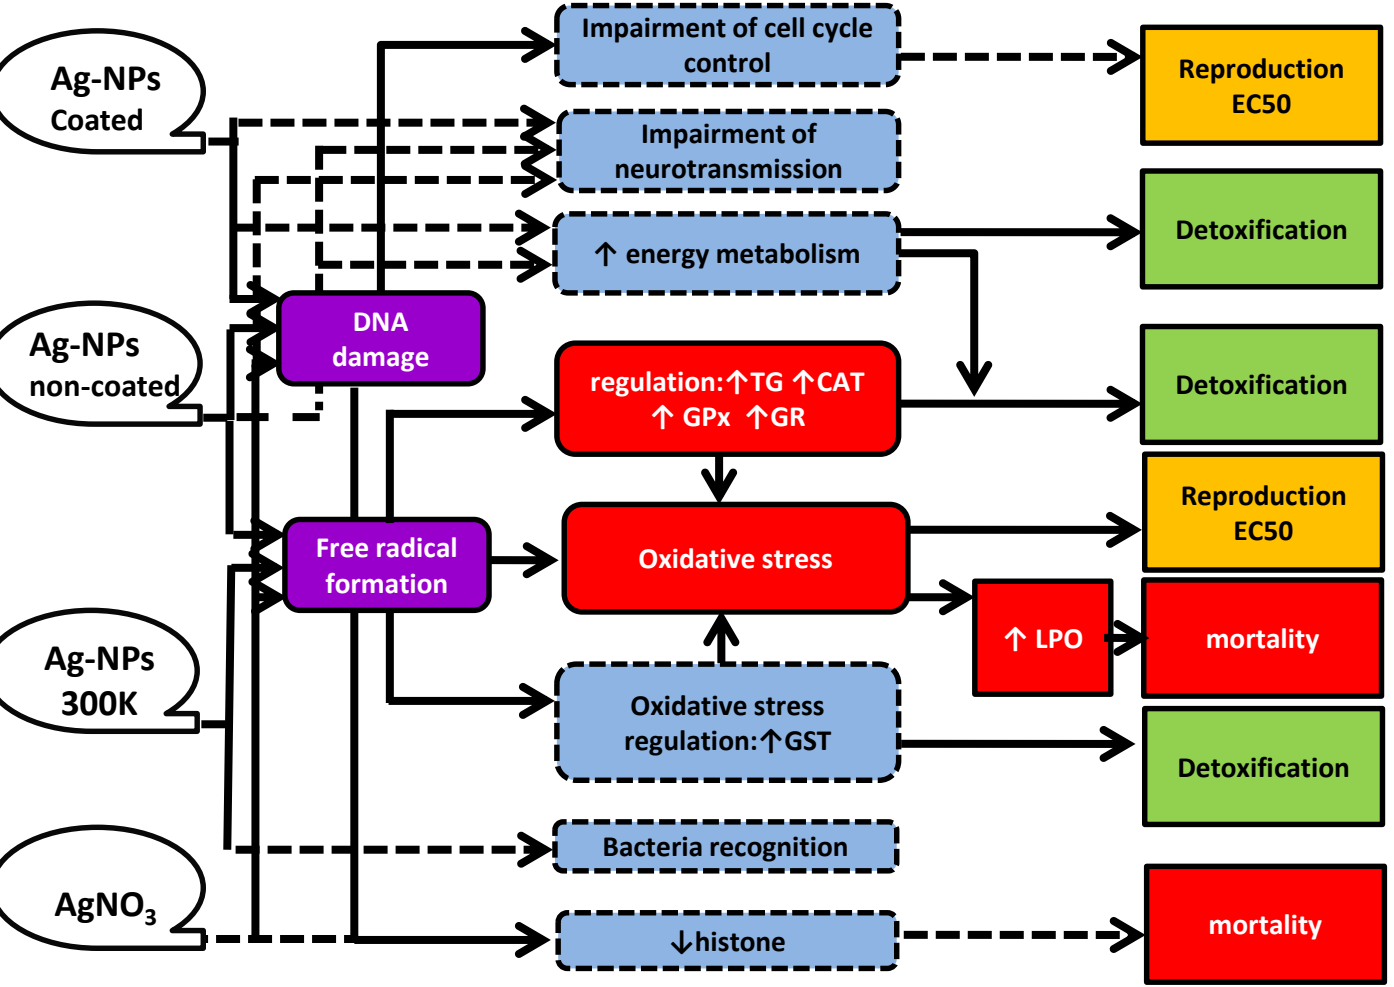 Ag-NPs
Coated
Ag-NPs
non-coated
Ag-NPs
300K
AgNO₃
DNA
damage
Free radical
formation
Impairment of cell cycle
control
Impairment of
neurotransmission
↑ energy metabolism
regulation:↑TG ↑CAT
↑ GPx ↑GR
Oxidative stress
Oxidative stress
regulation:↑GST
Bacteria recognition
↓histone
↑ LPO
Reproduction
EC50
Detoxification
Detoxification
Reproduction
EC50
mortality
Detoxification
mortality